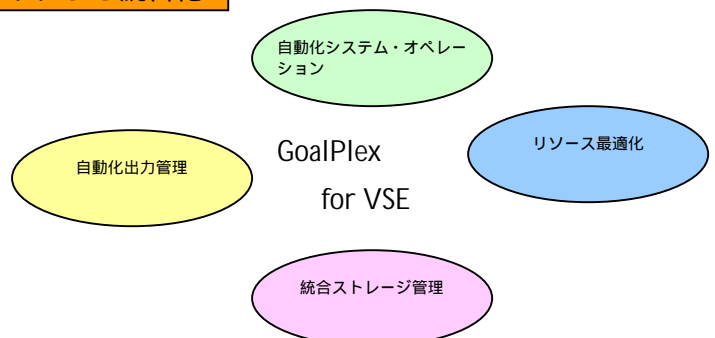 自動化システム・オペレー
ション
リソース最適化
自動化出力管理
GoalPlex
for VSE
統合ストレージ管理